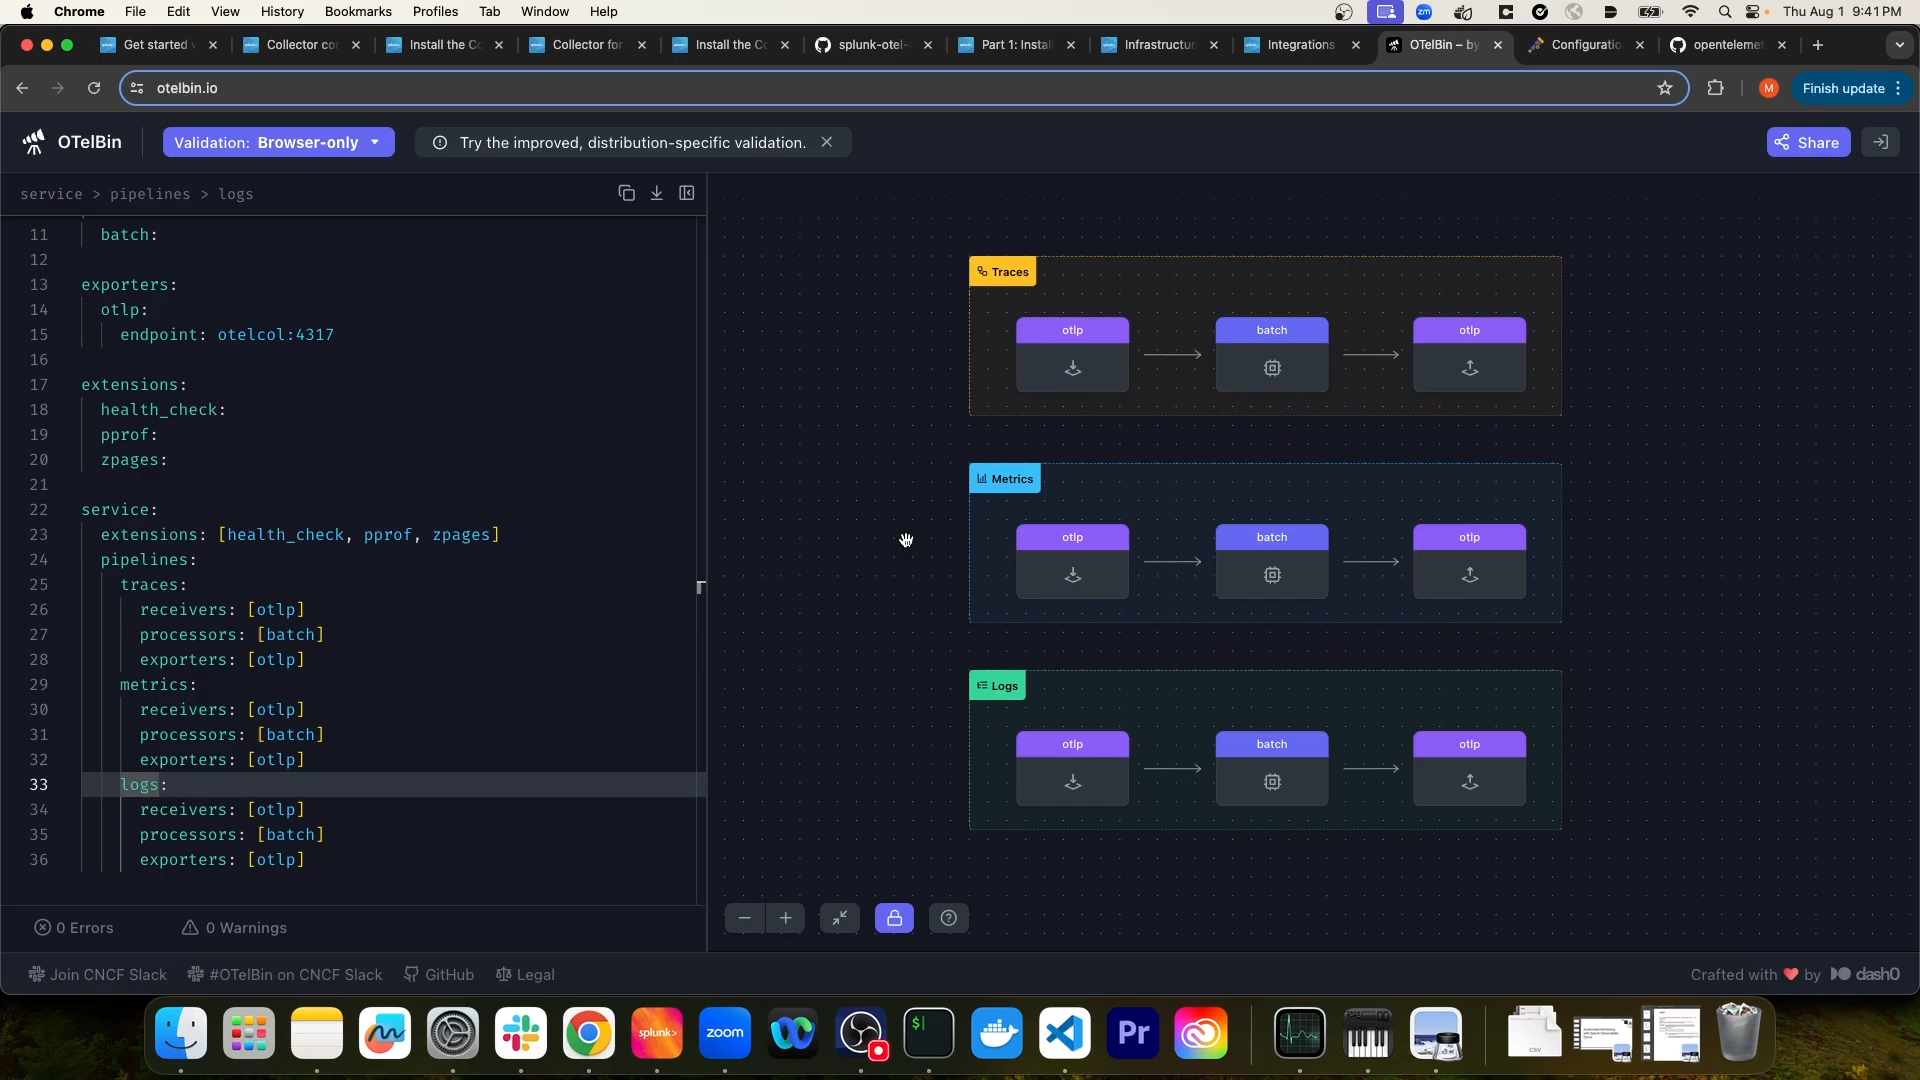 Chrome File Edit View History Bookmarks Profiles Tab Window Help
zm
Thu Aug 1 9:41 PM
Get started
Collector co
Install the Co
Collector for
Install the Co
splunk-otel-
Part 1: Instal
Infrastructur
Integrations
OTelBin – by
Configuratio
openteleme
otelbin.io
M
Finish update
OTelBin
Validation: Browser-only
Try the improved, distribution-specific validation.
Share
service > pipelines > logs
11 batch:
12
13 exporters:
14 otlp:
15 endpoint: otelcol:4317
16
17 extensions:
18 health_check:
19 pprof:
20 zpages:
21
22 service:
23 extensions: [health_check, pprof, zpages]
24 pipelines:
25 traces:
26 receivers: [otlp]
27 processors: [batch]
28 exporters: [otlp]
29 metrics:
30 receivers: [otlp]
31 processors: [batch]
32 exporters: [otlp]
33 logs:
34 receivers: [otlp]
35 processors: [batch]
36 exporters: [otlp]
Traces
otlp
batch
otlp
Metrics
otlp
batch
otlp
Logs
otlp
batch
otlp
0 Errors
0 Warnings
Join CNCF Slack
#OTelBin on CNCF Slack
GitHub
Legal
Crafted with ❤ by dash0
splunk>
zoom
$
Pr
CSV